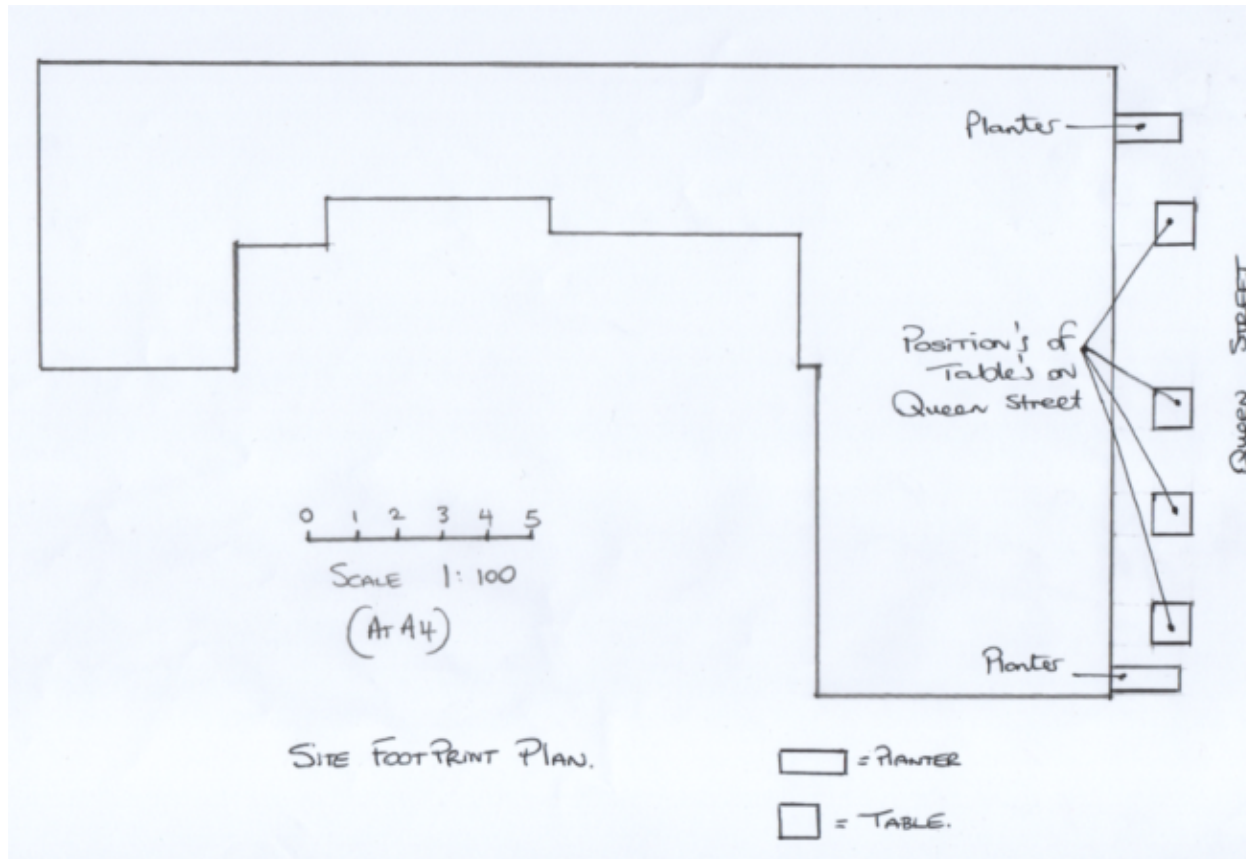 Planter
Position's of
Table's on
Queen Street
QUEEN STREET
0 1 2 3 4 5
SCALE 1:100
(AT A4)
Planter
SITE FOOTPRINT PLAN.
= PLANTER
= TABLE.